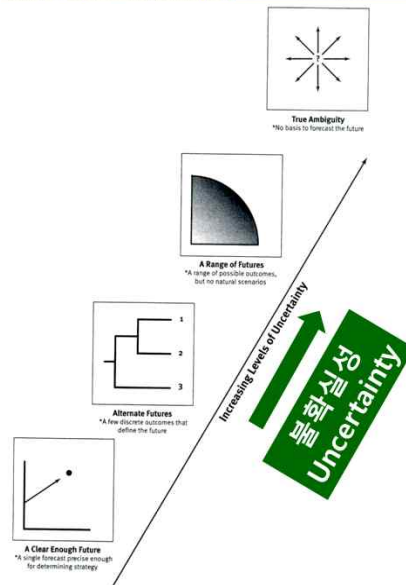 ?
True Ambiguity
*No basis to forecast the future
A Range of Futures
*A range of possible outcomes,
but no natural scenarios
1
2
3
Alternate Futures
*A few discrete outcomes that
define the future
A Clear Enough Future
*A single forecast precise enough
for determining strategy
Increasing Levels of Uncertainty
불확실성
Uncertainty